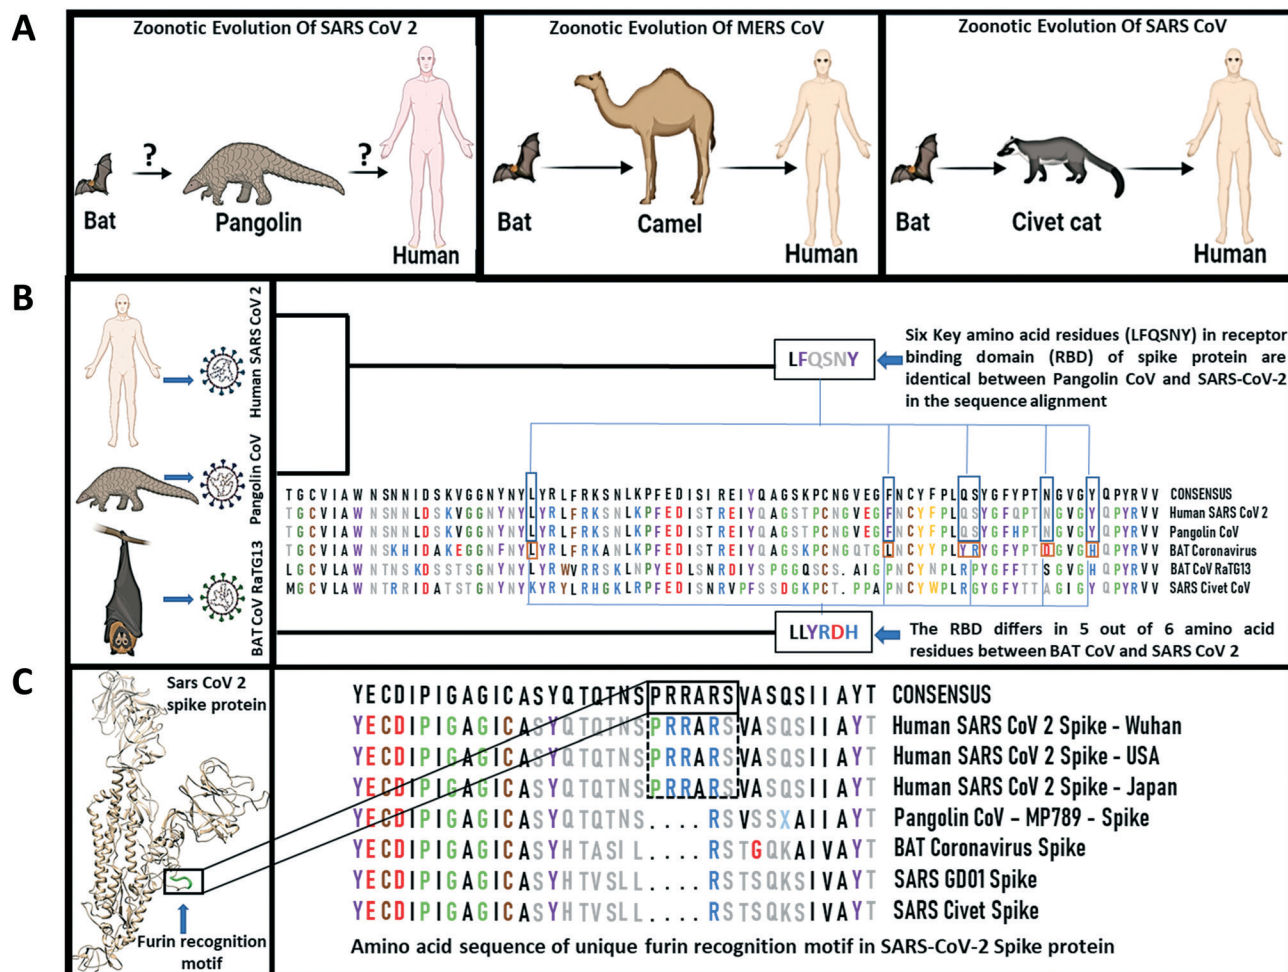 A
Zoonotic Evolution Of SARS CoV 2
Zoonotic Evolution Of MERS CoV
Zoonotic Evolution Of SARS CoV
?
?
Bat
Pangolin
Human
Bat
Camel
Human
Bat
Civet cat
Human
B
Human SARS CoV 2
Pangolin CoV
BAT CoV RaTG13
LFQSNY
Six Key amino acid residues (LFQSNY) in receptor
binding domain (RBD) of spike protein are
identical between Pangolin CoV and SARS-CoV-2
in the sequence alignment
TGCVIAWNSNNIDSKVGGNYNYLYRLFRKSNLKPFEDISIREIYQAGSKPCNGVEGFNCYFPLQSYGFYPTNGVGYQPYRVV CONSENSUS
TGCVIAWNSNNLDSKVGGNYNYLYRLFRKSNLKPFEDISTREIYQAGSTPCNGVEGFNCYFPLQSYGFQPTNGVGYQPYRVV Human SARS CoV 2
TGCVIAWNSNNLDSKVGGNYNYLYRLFRKSNLKPFEDISTREIYQAGSTPCNGVEGFNCYFPLQSYGFHPTNGVGYQPYRVV Pangolin CoV
TGCVIAWNSKHIDAKEGGNFNYLYRLFRKANLKPFERDISTEIYQAGSKPCNGQTGLNCYYPLYRYGFYPTDGVGHQPYRVV BAT Coronavirus
LGCVIAWNTNSKDSSTSGNYNYLYRWYRRSKLNPYEDLSNRDIYSPGGQSCS.AIGPNCYNPLRPYGFFTTSGVGHQPYRVV BAT CoV RaTG13
MGCVLAWNTRRIDATSTGNYNYKYRYLRHGKLRPFEDISNRVPFSSDGKPCT.PPAPNCYWPLRGYGFYTTAGIGYQPYRVV SARS Civet CoV
LLYRDH
The RBD differs in 5 out of 6 amino acid
residues between BAT CoV and SARS CoV 2
C
Sars CoV 2
spike protein
Furin recognition
motif
YECDIPIGAGICASYQTQTNSPRRARSVASQSIIAYT CONSENSUS
YECDIPIGAGICASYQTQTNSPRRARSVASQSIIAYT Human SARS CoV 2 Spike - Wuhan
YECDIPIGAGICASYQTQTNSPRRARSVASQSIIAYT Human SARS CoV 2 Spike - USA
YECDIPIGAGICASYQTQTNSPRRARSVASQSIIAYT Human SARS CoV 2 Spike - Japan
YECDIPIGAGICASYQTQTNS....RSVSSXAIIAYT Pangolin CoV – MP789 - Spike
YECDIPIGAGICASYHTASLL....RSTGQKAIVAYT BAT Coronavirus Spike
YECDIPIGAGICASYHTVSLL....RSTSQKSIVAYT SARS GD01 Spike
YECDIPIGAGICASYHTVSLL....RSTSQKSIVAYT SARS Civet Spike
Amino acid sequence of unique furin recognition motif in SARS-CoV-2 Spike protein